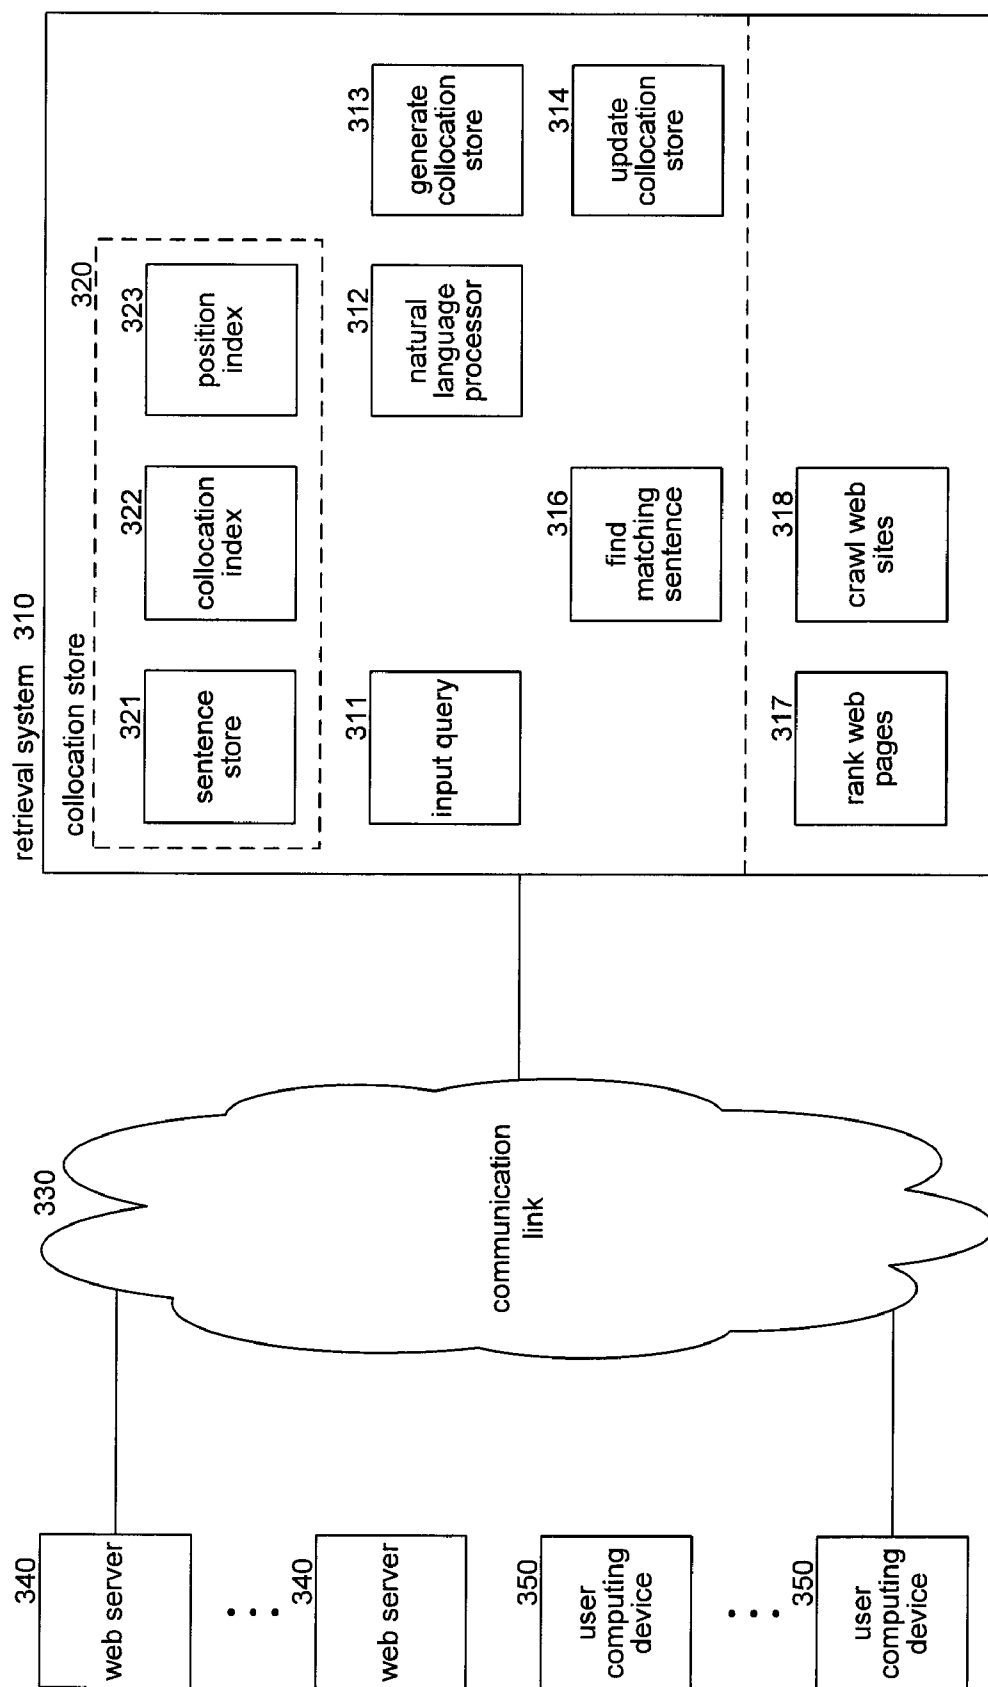 retrieval system 310
collocation store
320
321
sentence
store
322
collocation
index
323
position
index
311
input query
312
natural
language
processor
313
generate
collocation
store
316
find
matching
sentence
314
update
collocation
store
317
rank web
pages
318
crawl web
sites
330
communication
link
340
web server
• • •
340
web server
350
user
computing
device
• • •
350
user
computing
device